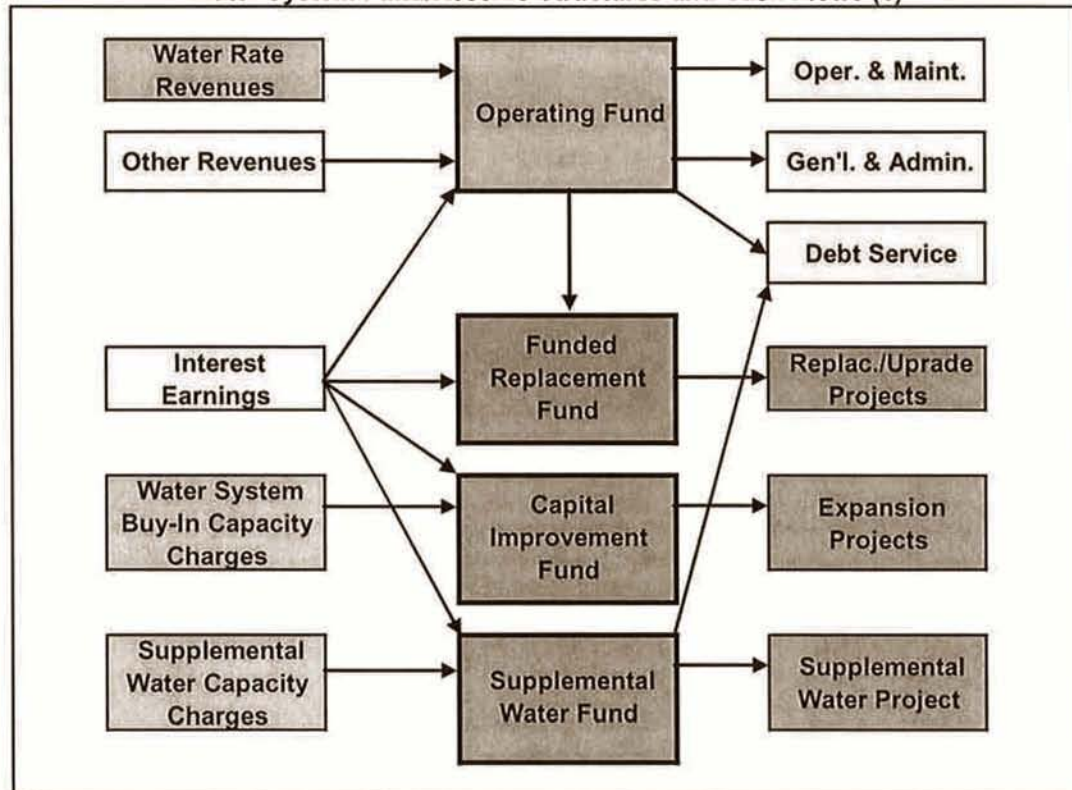 Water Rate
Revenues
Operating Fund
Oper. & Maint.
Other Revenues
Gen'l. & Admin.
Debt Service
Interest
Earnings
Funded
Replacement
Fund
Replac./Uprade
Projects
Water System
Buy-In Capacity
Charges
Capital
Improvement
Fund
Expansion
Projects
Supplemental
Water Capacity
Charges
Supplemental
Water Fund
Supplemental
Water Project